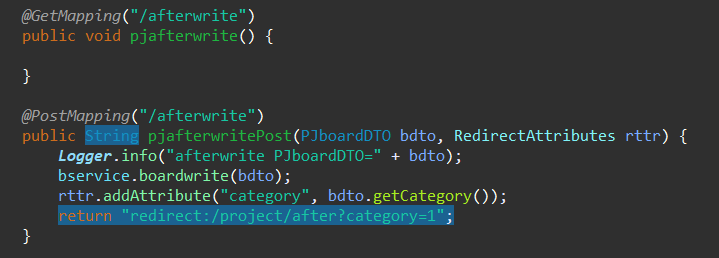 @GetMapping("/afterwrite")
public void pjafterwrite() {
}
@PostMapping("/afterwrite")
public String pjafterwritePost(PJboardDTO bdto, RedirectAttributes rttr) {
Logger.info("afterwrite PJboardDTO=" + bdto);
bservice.boardwrite(bdto);
rttr.addAttribute("category", bdto.getCategory());
return "redirect:/project/after?category=1";
}